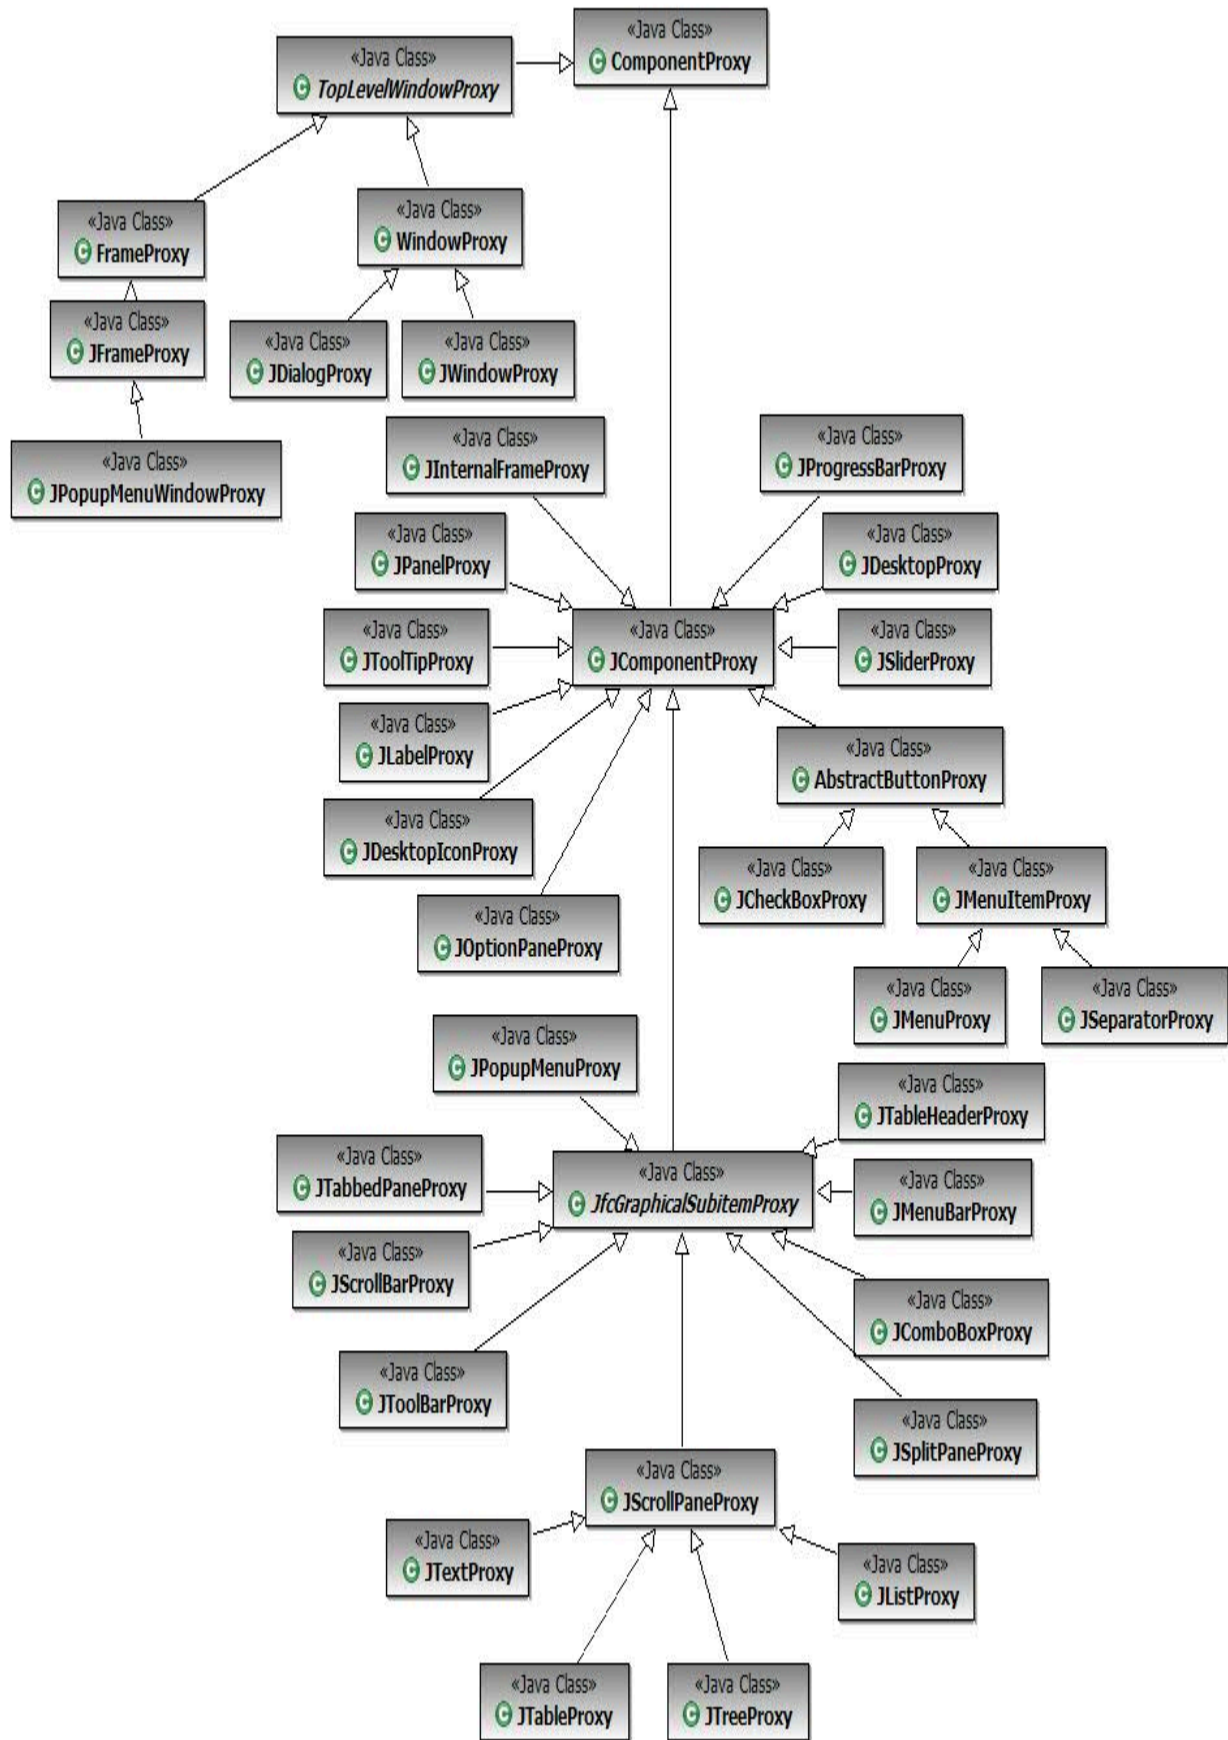 «Java Class»
ComponentProxy
«Java Class»
TopLevelWindowProxy
«Java Class»
FrameProxy
«Java Class»
WindowProxy
«Java Class»
JFrameProxy
«Java Class»
JDialogProxy
«Java Class»
JWindowProxy
«Java Class»
JPopupMenuWindowProxy
«Java Class»
JInternalFrameProxy
«Java Class»
JProgressBarProxy
«Java Class»
JPanelProxy
«Java Class»
JDesktopProxy
«Java Class»
JToolTipProxy
«Java Class»
JComponentProxy
«Java Class»
JSliderProxy
«Java Class»
JLabelProxy
«Java Class»
AbstractButtonProxy
«Java Class»
JDesktopIconProxy
«Java Class»
JCheckBoxProxy
«Java Class»
JMenuItemProxy
«Java Class»
JOptionPaneProxy
«Java Class»
JMenuProxy
«Java Class»
JSeparatorProxy
«Java Class»
JPopupMenuProxy
«Java Class»
JTableHeaderProxy
«Java Class»
JTabbedPaneProxy
«Java Class»
JfcGraphicalSubitemProxy
«Java Class»
JMenuBarProxy
«Java Class»
JScrollBarProxy
«Java Class»
JComboBoxProxy
«Java Class»
JToolBarProxy
«Java Class»
JSplitPaneProxy
«Java Class»
JScrollPaneProxy
«Java Class»
JTextProxy
«Java Class»
JListProxy
«Java Class»
JTableProxy
«Java Class»
JTreeProxy